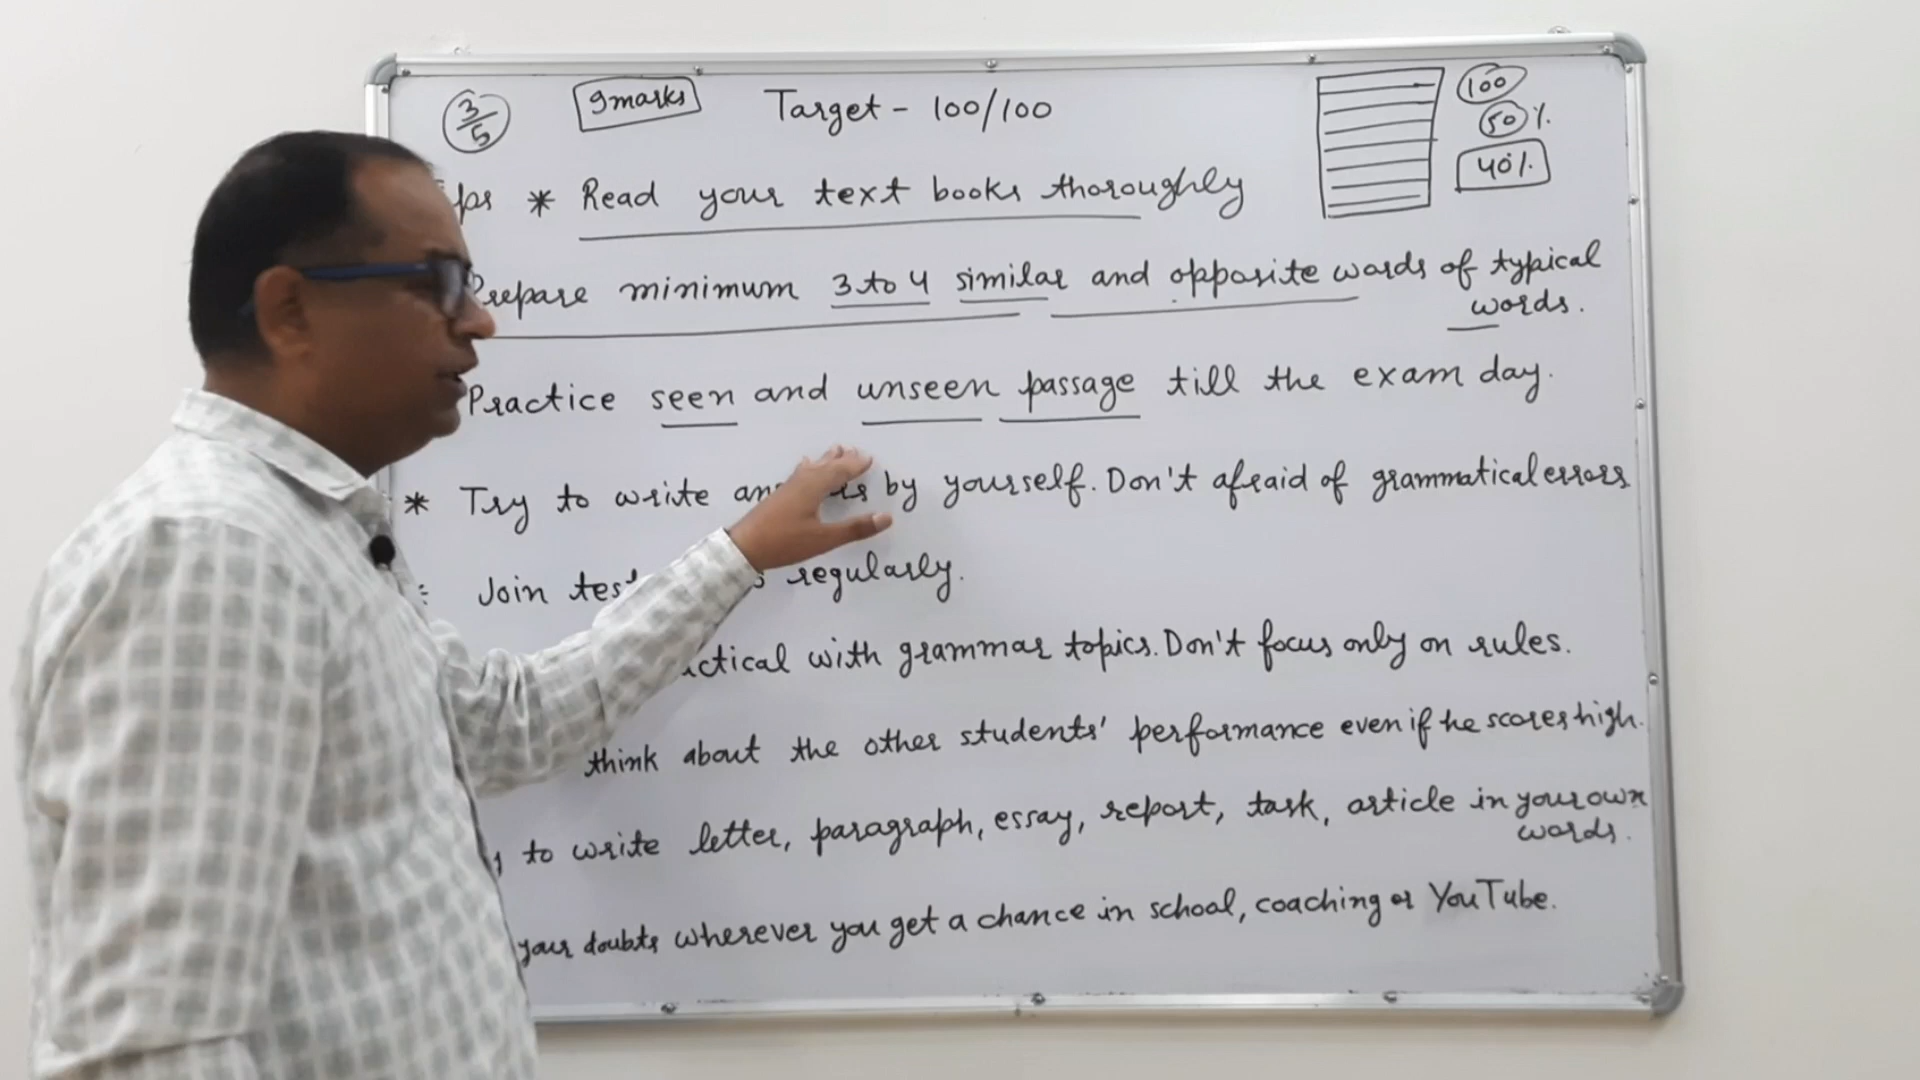 3/5 9marks Target - 100/100 100
50%
40%
* Read your text books thoroughly
Prepare minimum 3 to 4 similar and opposite words of typical
words.
Practice seen and unseen passage till the exam day.
* Try to write by yourself. Don't afraid of grammatical errors
Join regularly.
with grammar topics. Don't focus only on rules.
think about the other students' performance even if he scores high.
to write letter, paragraph, essay, report, task, article in your own
words.
your doubts wherever you get a chance in school, coaching or YouTube.